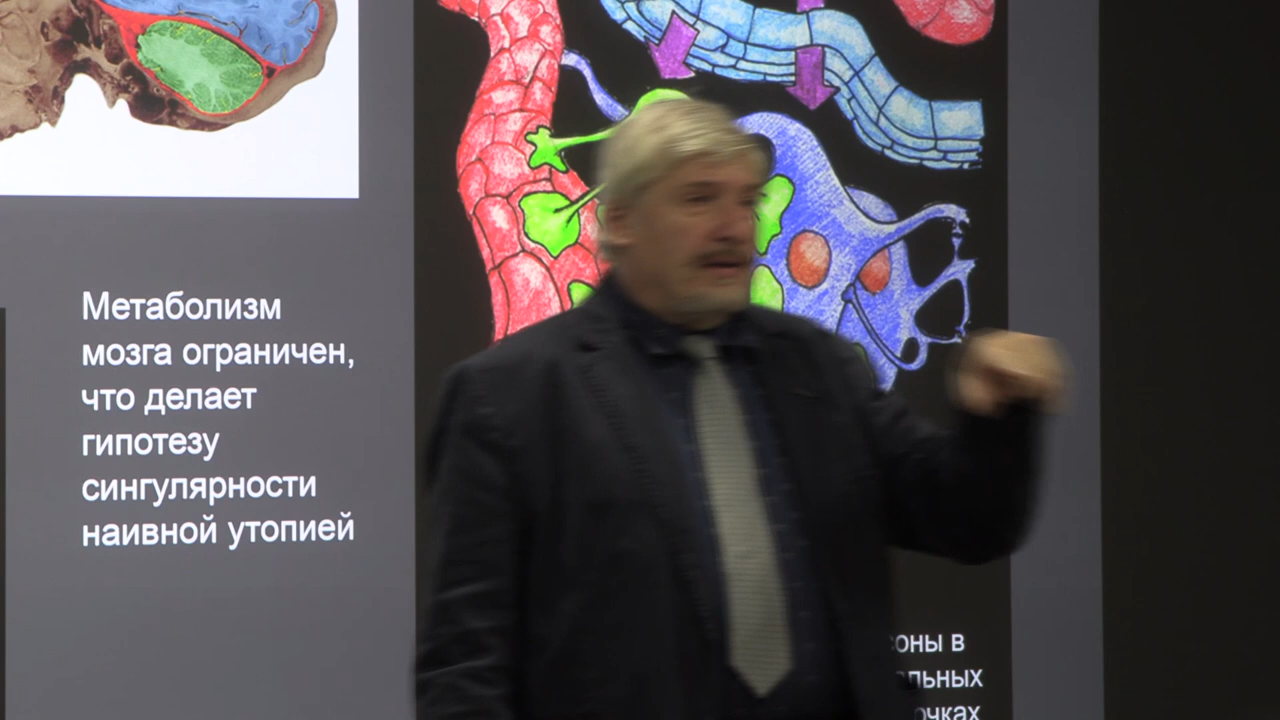 Метаболизм
мозга ограничен,
что делает
гипотезу
сингулярности
наивной утопией
в